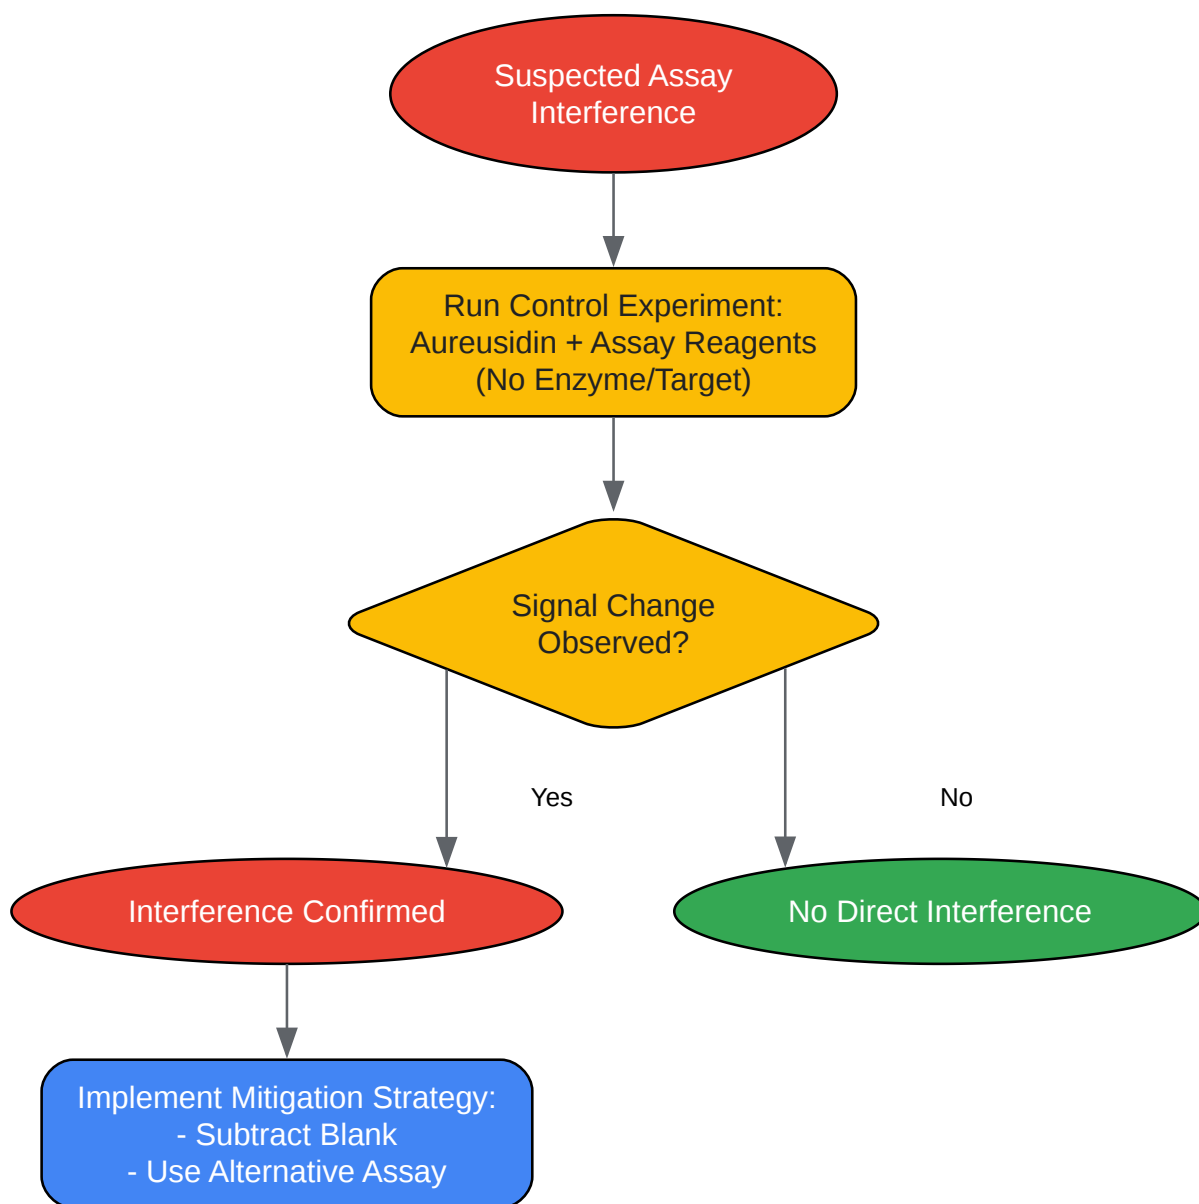 Suspected Assay
Interference
Run Control Experiment:
Aureusidin + Assay Reagents
(No Enzyme/Target)
Signal Change
Observed?
Yes
No
Interference Confirmed
No Direct Interference
Implement Mitigation Strategy:
- Subtract Blank
- Use Alternative Assay